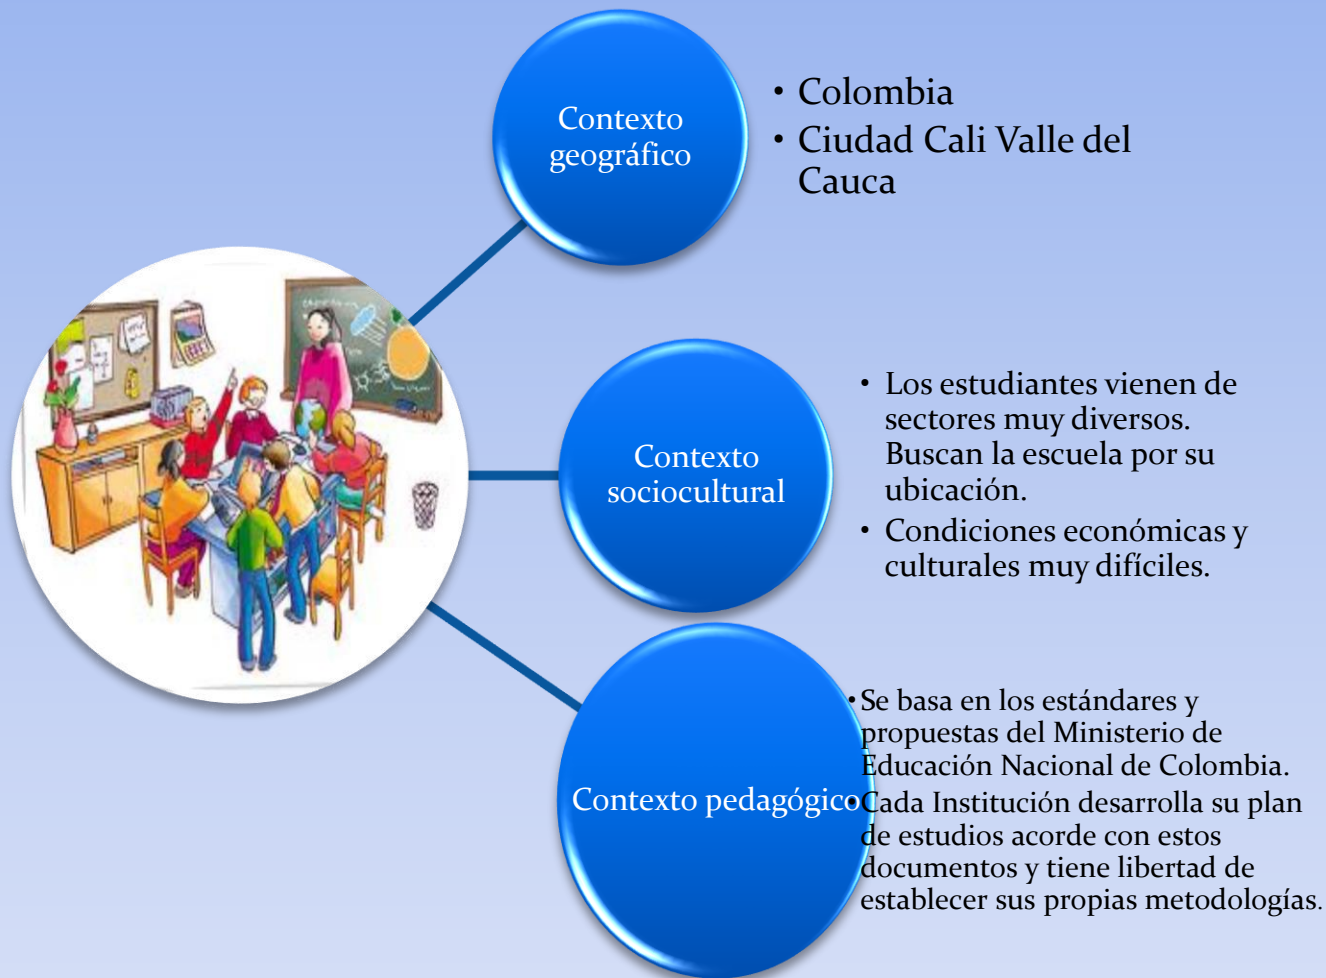 Contexto
geográfico
• Colombia
• Ciudad Cali Valle del
Cauca
Contexto
sociocultural
• Los estudiantes vienen de
sectores muy diversos.
Buscan la escuela por su
ubicación.
• Condiciones económicas y
culturales muy difíciles.
Contexto pedagógico
• Se basa en los estándares y
propuestas del Ministerio de
Educación Nacional de Colombia.
• Cada Institución desarrolla su plan
de estudios acorde con estos
documentos y tiene libertad de
establecer sus propias metodologías.